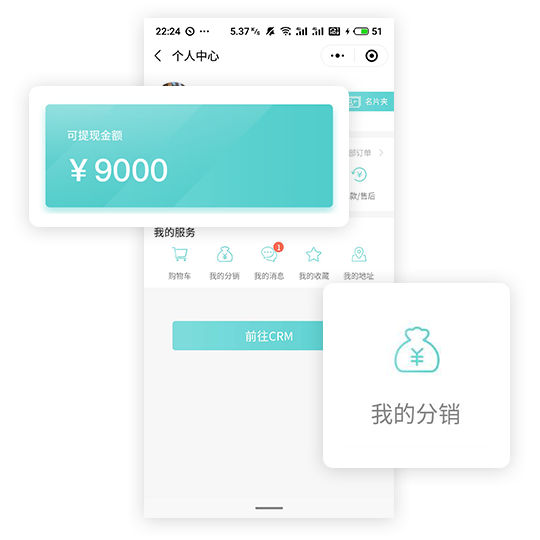 22:24 ··· 5.37 K/s 51
个人中心
名片夹
可提现金额
¥9000
部订单
款/售后
我的服务
1
购物车 我的分销 我的消息 我的收藏 我的地址
前往CRM
¥
我的分销